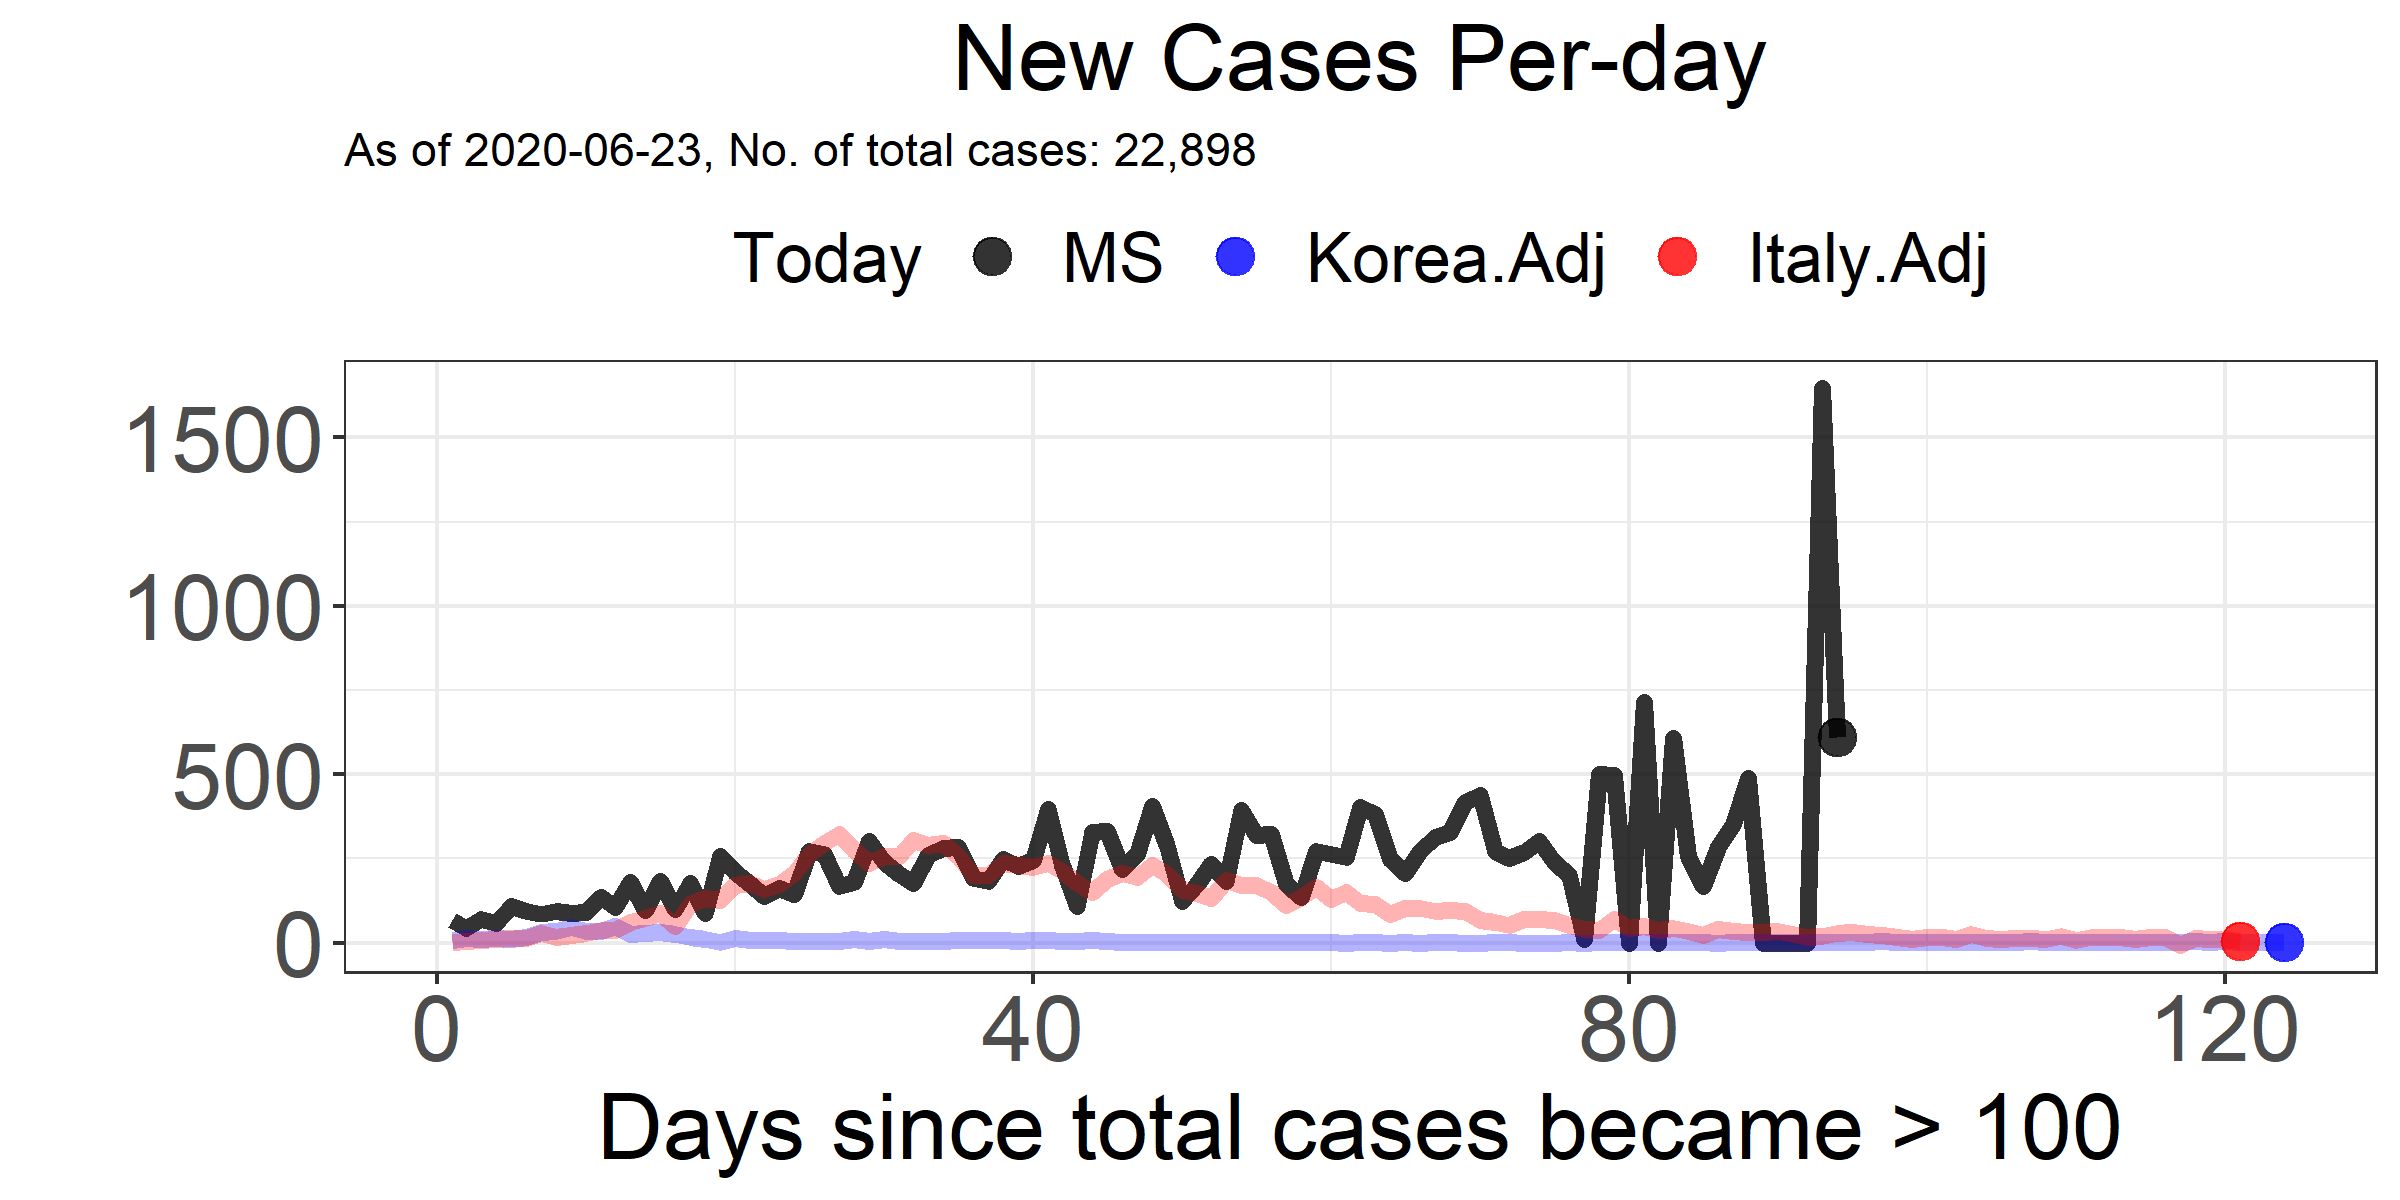 New Cases Per-day
As of 2020-06-23, No. of total cases: 22,898
Today MS Korea.Adj Italy.Adj
1500
1000
500
0
0 40 80 120
Days since total cases became > 100